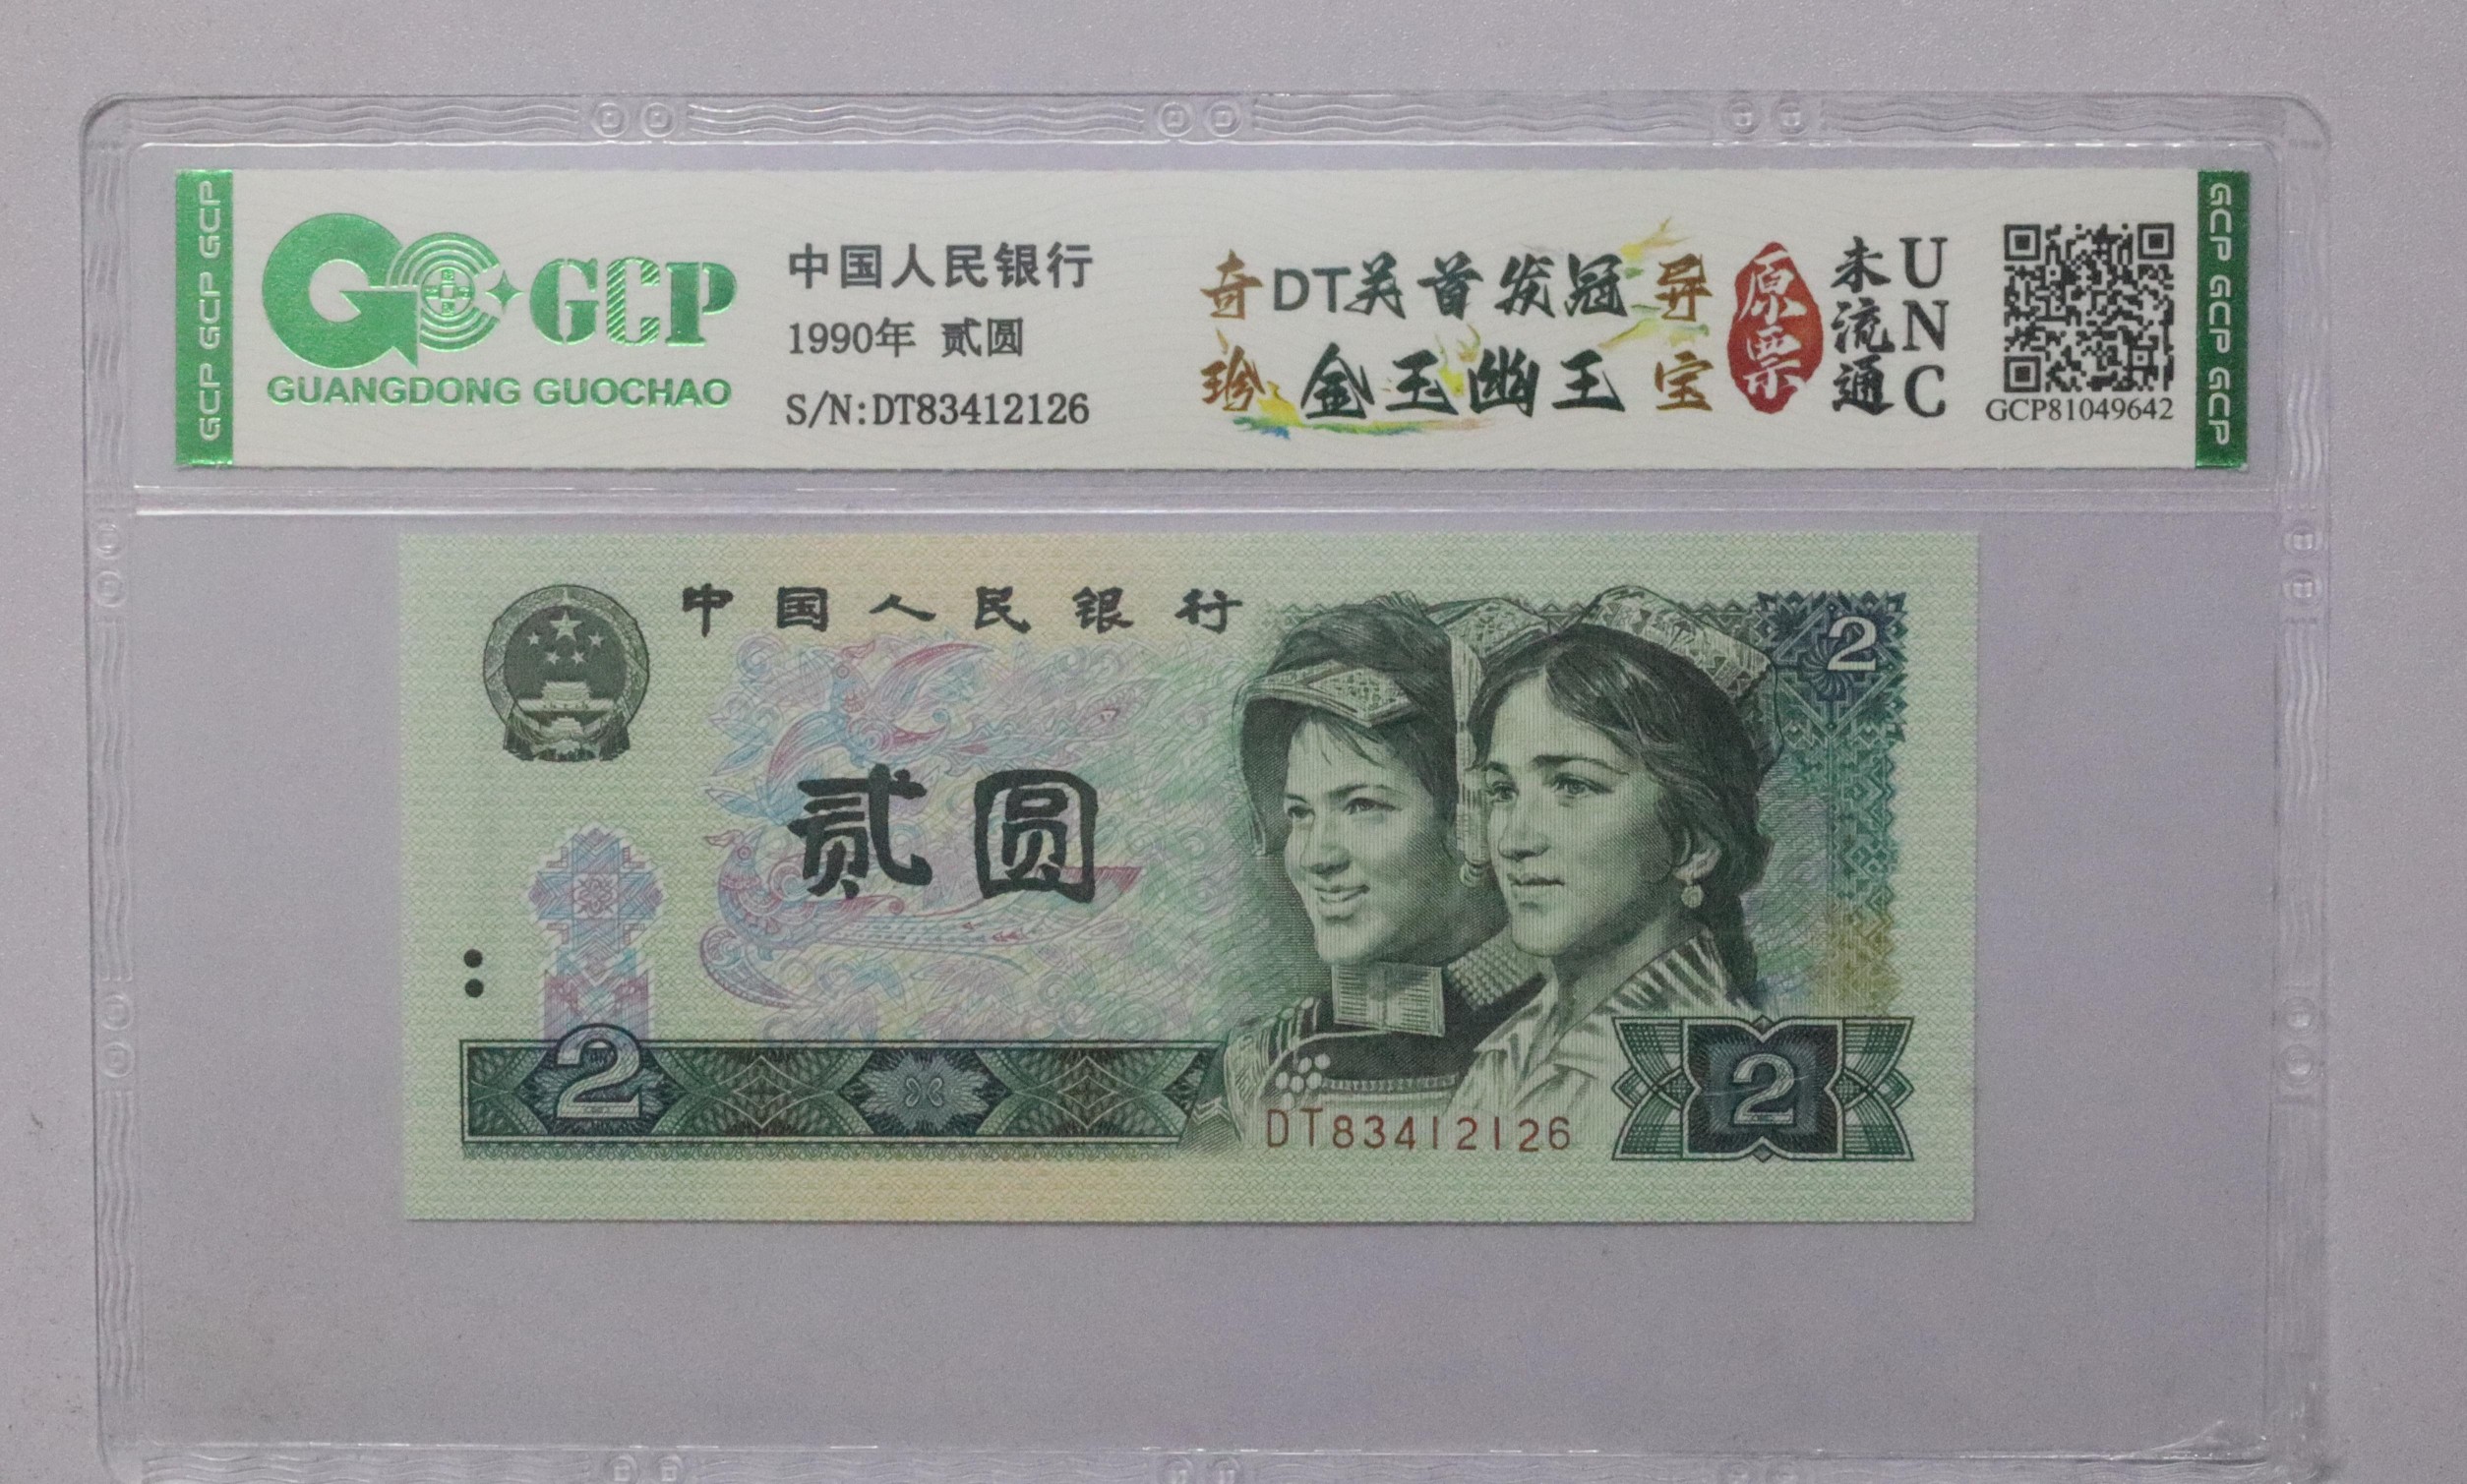 GCP GCP GCP
GCP
GUANGDONG GUOCHAO
中国人民银行
1990年 贰圆
S/N:DT83412126
奇DT关首发冠异
珍金玉幽王宝
原票
未流通
UNC
GCP81049642
GCP GCP GCP
中国人民银行
2
贰圆
2
DT83412126
2